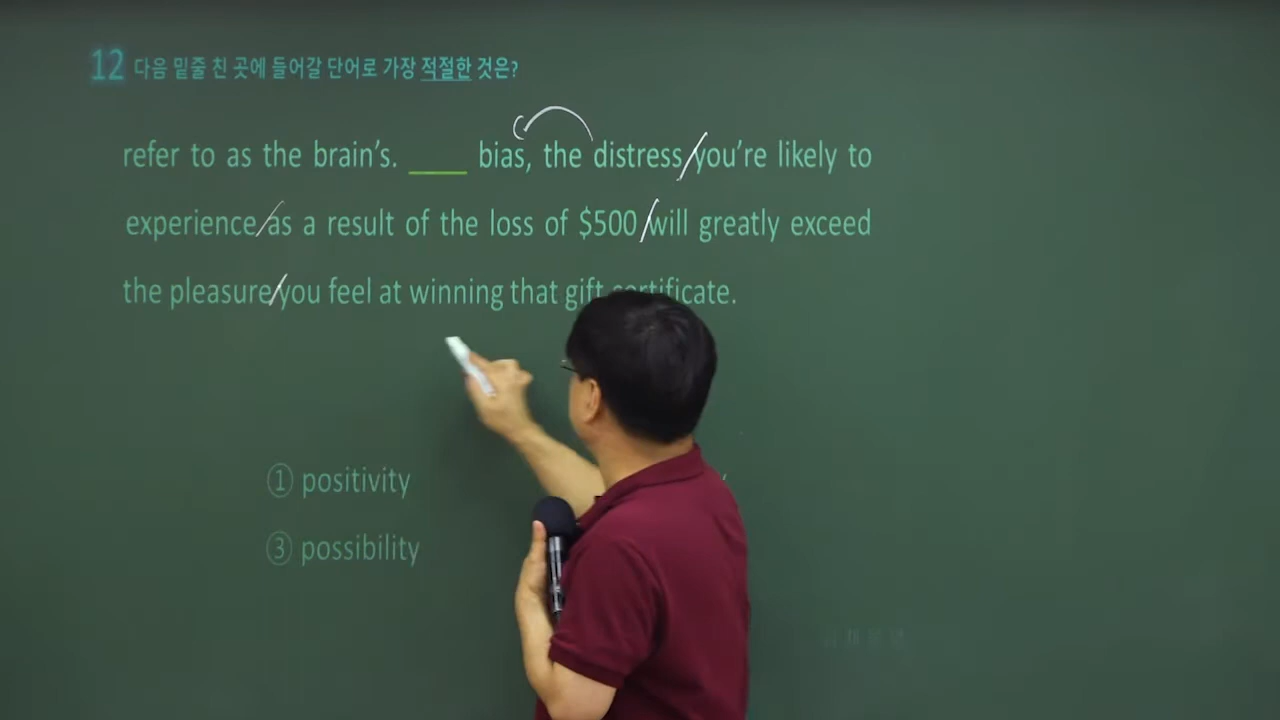 12 다음 밑줄 친 곳에 들어갈 단어로 가장 적절한 것은?
refer to as the brain's. ____ bias, the distress you're likely to
experience as a result of the loss of $500 will greatly exceed
the pleasure you feel at winning that gift certificate.
① positivity
③ possibility